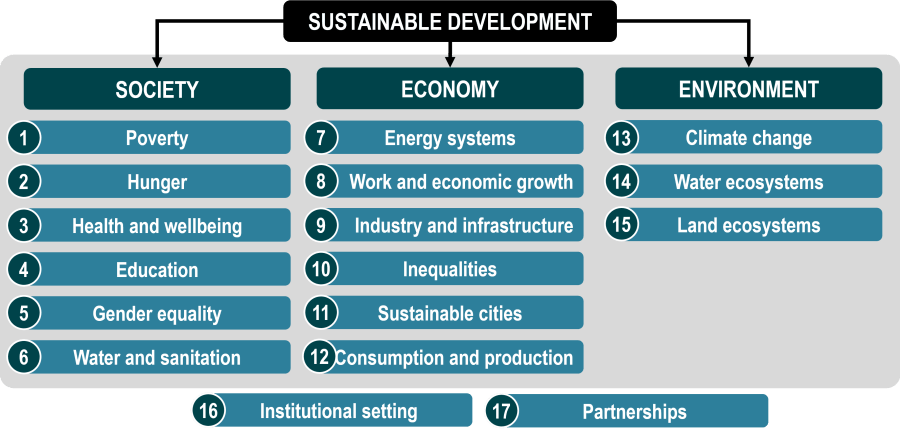 SUSTAINABLE DEVELOPMENT
SOCIETY
1 Poverty
2 Hunger
3 Health and wellbeing
4 Education
5 Gender equality
6 Water and sanitation
ECONOMY
7 Energy systems
8 Work and economic growth
9 Industry and infrastructure
10 Inequalities
11 Sustainable cities
12 Consumption and production
ENVIRONMENT
13 Climate change
14 Water ecosystems
15 Land ecosystems
16 Institutional setting
17 Partnerships